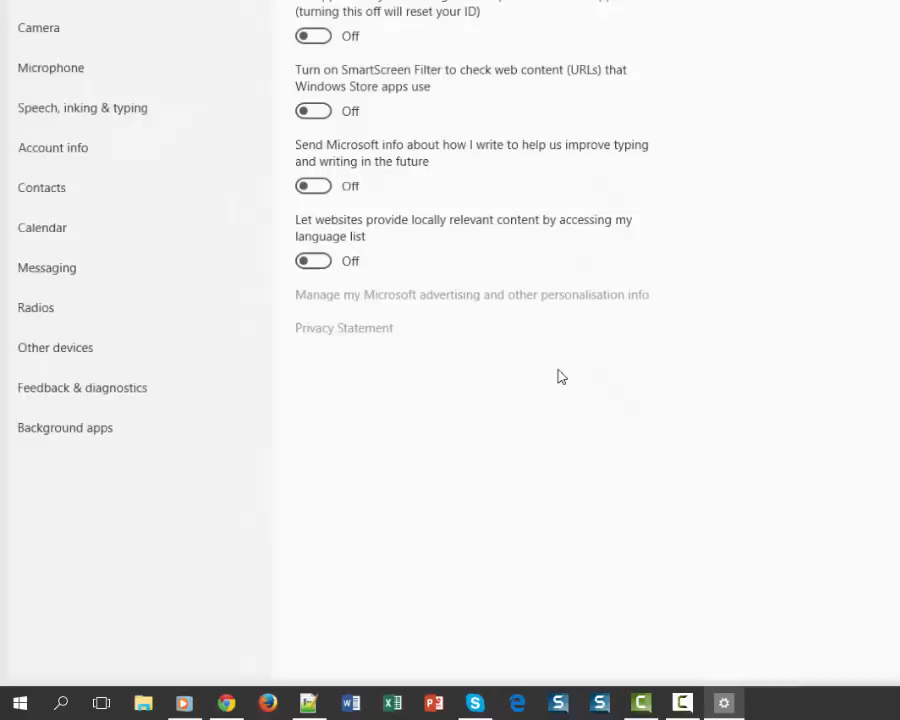 Camera
Microphone
Speech, inking & typing
Account info
Contacts
Calendar
Messaging
Radios
Other devices
Feedback & diagnostics
Background apps
(turning this off will reset your ID)
Off
Turn on SmartScreen Filter to check web content (URLs) that
Windows Store apps use
Off
Send Microsoft info about how I write to help us improve typing
and writing in the future
Off
Let websites provide locally relevant content by accessing my
language list
Off
Manage my Microsoft advertising and other personalisation info
Privacy Statement